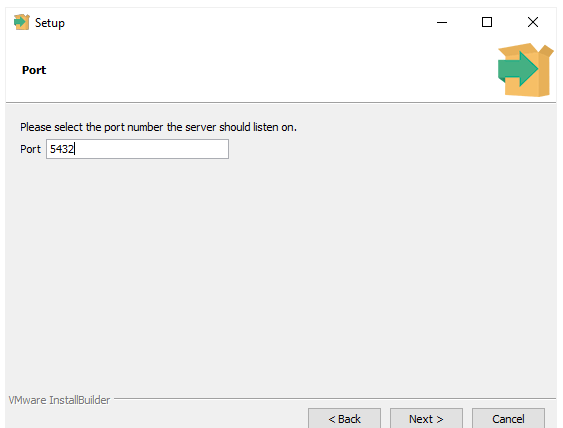 Setup
Port
Please select the port number the server should listen on.
Port 5432
VMware InstallBuilder
< Back Next > Cancel